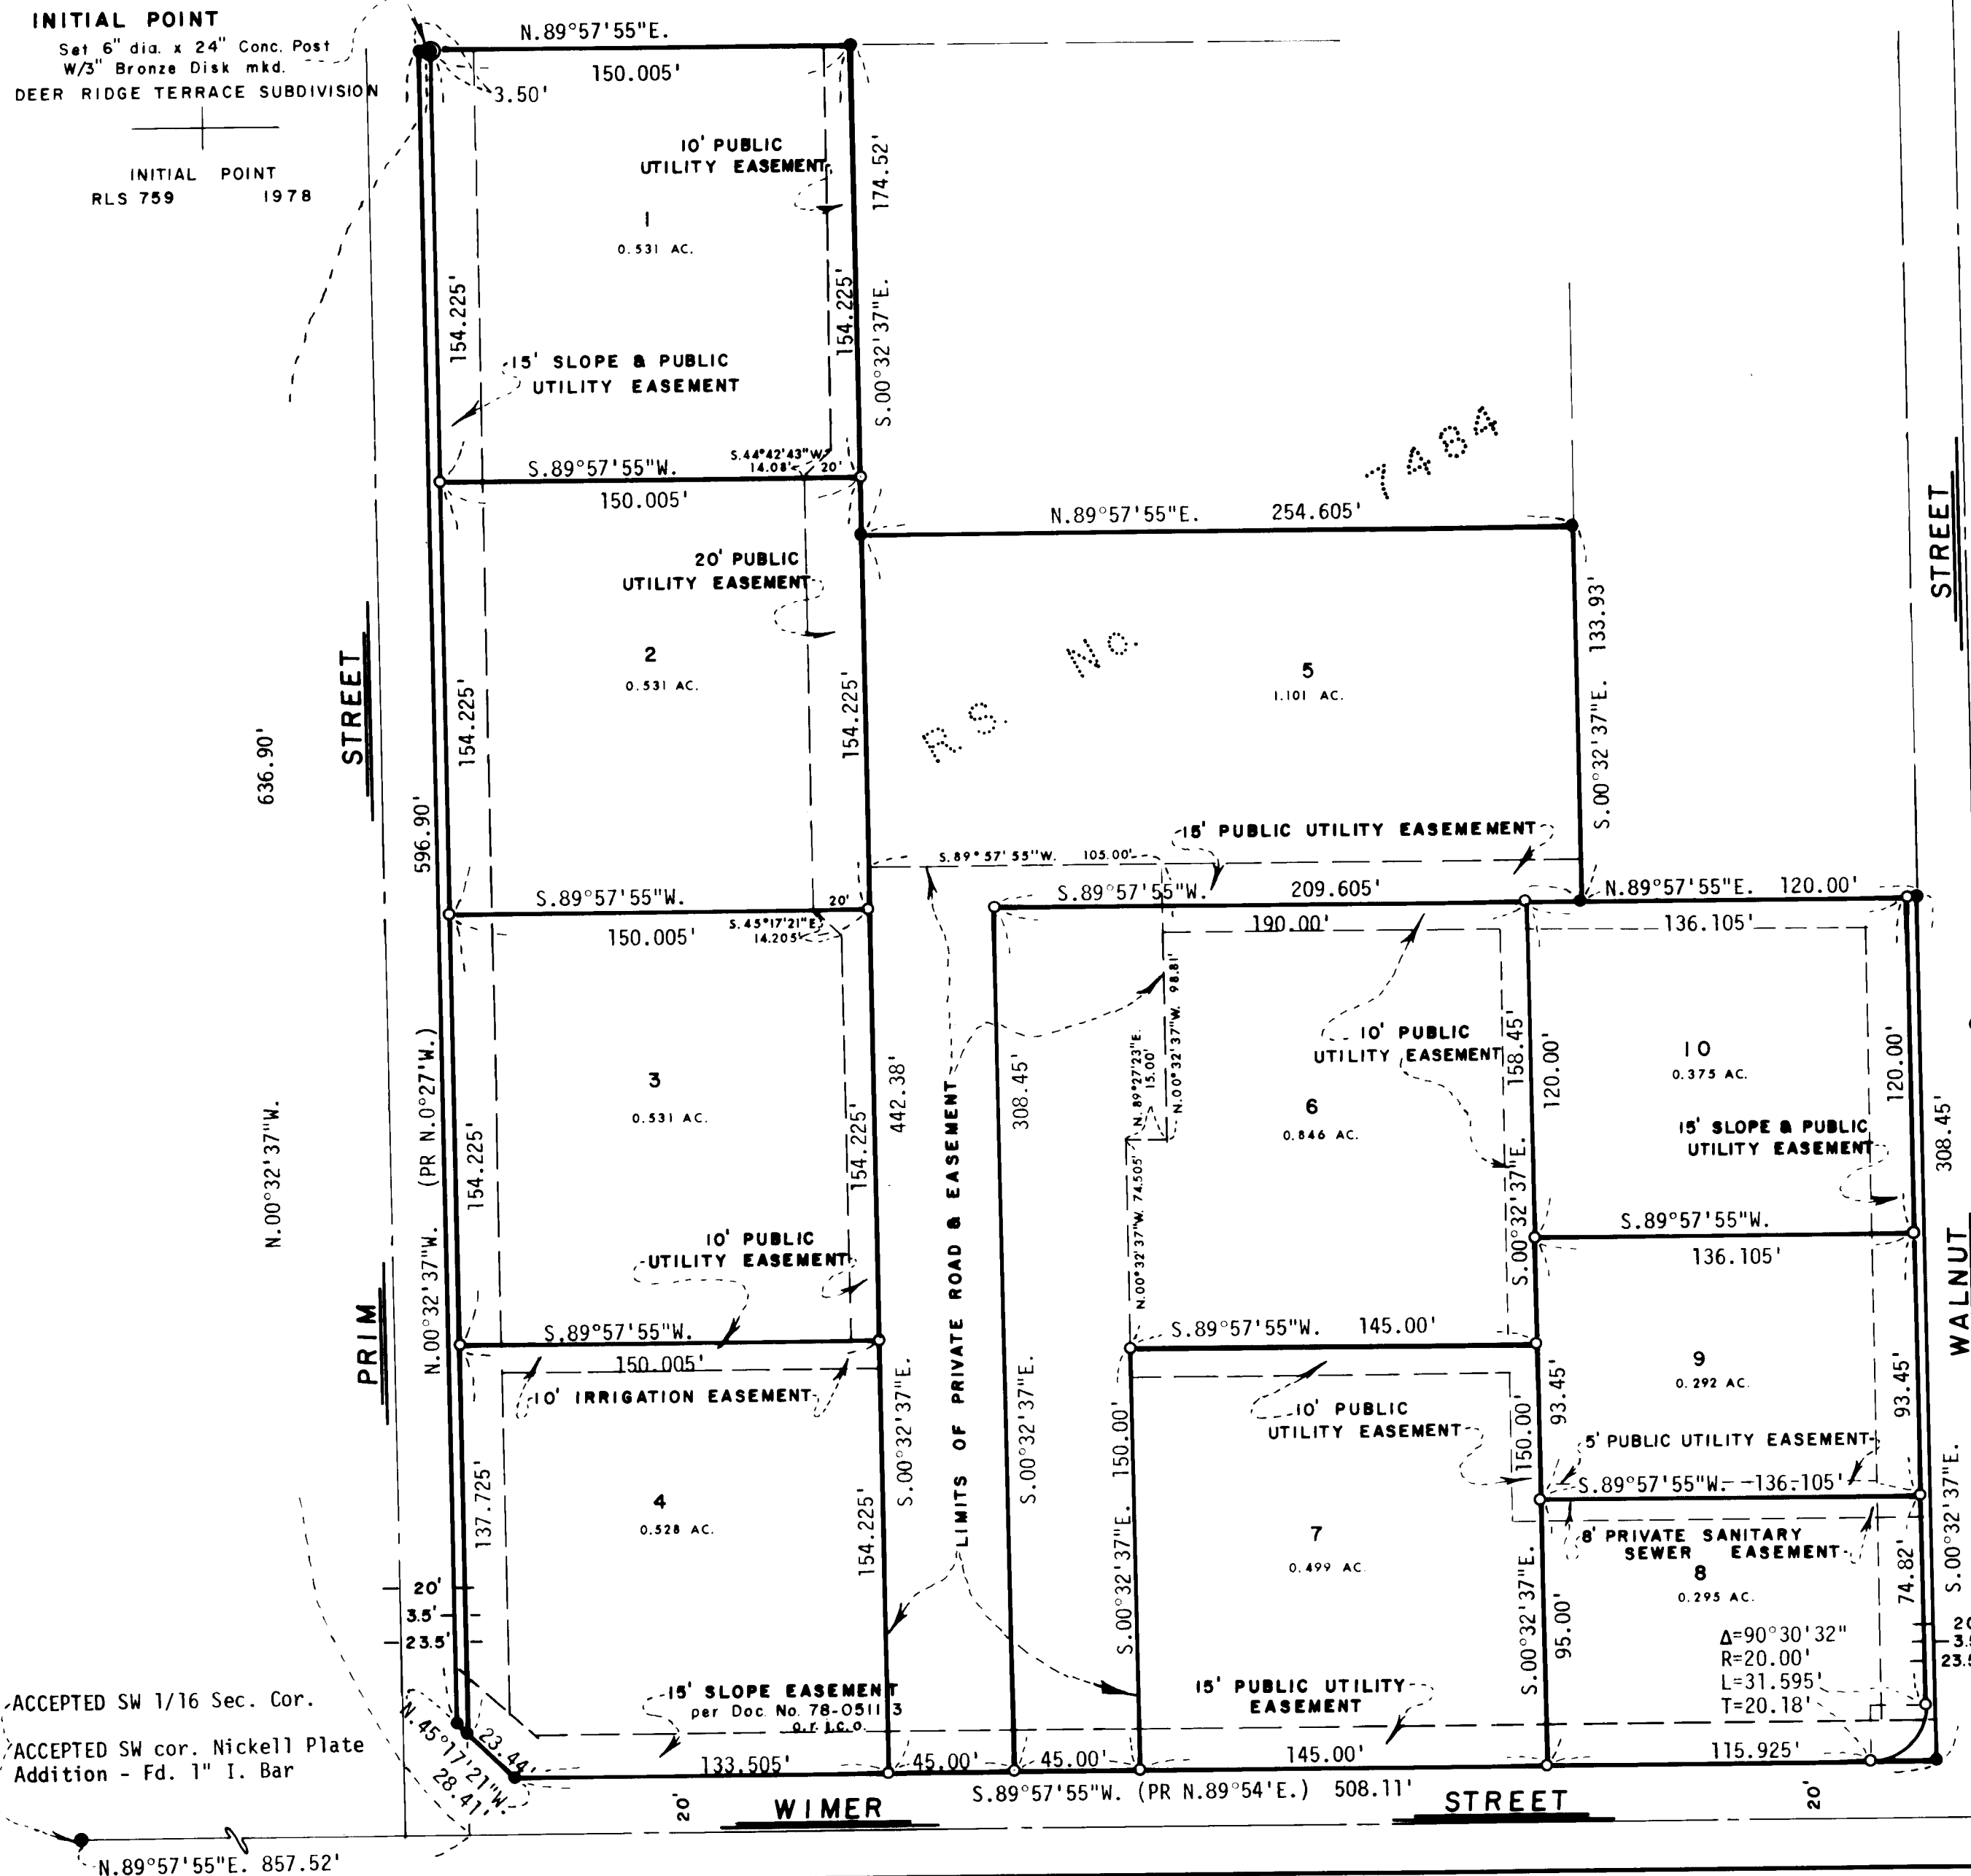 INITIAL POINT
Set 6" dia. x 24" Conc. Post
W/3" Bronze Disk mkd.
DEER RIDGE TERRACE SUBDIVISION
INITIAL POINT
RLS 759 1978
N.89°57'55"E.
150.005'
3.50'
10' PUBLIC
UTILITY EASEMENT
174.52'
1
0.531 AC.
154.225'
154.225'
S.00°32'37"E.
15' SLOPE & PUBLIC
UTILITY EASEMENT
S.89°57'55"W.
150.005'
S.44°42'43"W.
14.08' 20'
N.89°57'55"E. 254.605'
R.S. No. 7484
STREET
20' PUBLIC
UTILITY EASEMENT
133.93'
S.00°32'37"E.
2
0.531 AC.
5
1.101 AC.
154.225'
154.225'
STREET
636.90'
596.90'
15' PUBLIC UTILITY EASEMEMENT
S.89°57'55"W. 105.00'
S.89°57'55"W. 209.605'
N.89°57'55"E. 120.00'
S.89°57'55"W. 20'
150.005'
S.45°17'21"E.
14.205'
190.00'
136.105'
98.81'
N.00°32'37"W.
N.89°27'23"E.
15.00'
10' PUBLIC
UTILITY EASEMENT
158.45'
120.00'
S.00°32'37"E.
10
0.375 AC.
120.00'
308.45'
3
0.531 AC.
442.38'
154.225'
154.225'
308.45'
6
0.846 AC.
15' SLOPE & PUBLIC
UTILITY EASEMENT
N.00°32'37"W.
(PR N.0°27'W.)
N.00°32'37"W.
N.00°32'37"W. 74.505'
S.89°57'55"W.
136.105'
WALNUT
PRIM
10' PUBLIC
UTILITY EASEMENT
S.89°57'55"W.
150.005'
10' IRRIGATION EASEMENT
S.89°57'55"W. 145.00'
LIMITS OF PRIVATE ROAD & EASEMENT
S.00°32'37"E.
S.00°32'37"E.
9
0.292 AC.
93.45'
93.45'
10' PUBLIC
UTILITY EASEMENT
150.00'
150.00'
5' PUBLIC UTILITY EASEMENT
S.89°57'55"W. 136.105'
S.00°32'37"E.
4
0.528 AC.
137.725'
154.225'
S.00°32'37"E.
7
0.499 AC.
8' PRIVATE SANITARY
SEWER EASEMENT
8
0.295 AC.
74.82'
S.00°32'37"E.
95.00'
20'
3.5'
23.5'
Δ=90°30'32"
R=20.00'
L=31.595'
T=20.18'
ACCEPTED SW 1/16 Sec. Cor.
ACCEPTED SW cor. Nickell Plate
Addition - Fd. 1" I. Bar
N.45°17'21"W.
23.44'
28.41'
15' SLOPE EASEMENT
per Doc. No. 78-05113
o.r.j.c.o.
15' PUBLIC UTILITY
EASEMENT
133.505' 45.00' 45.00' 145.00' 115.925'
S.89°57'55"W. (PR N.89°54'E.) 508.11'
20' WIMER STREET 20'
N.89°57'55"E. 857.52'